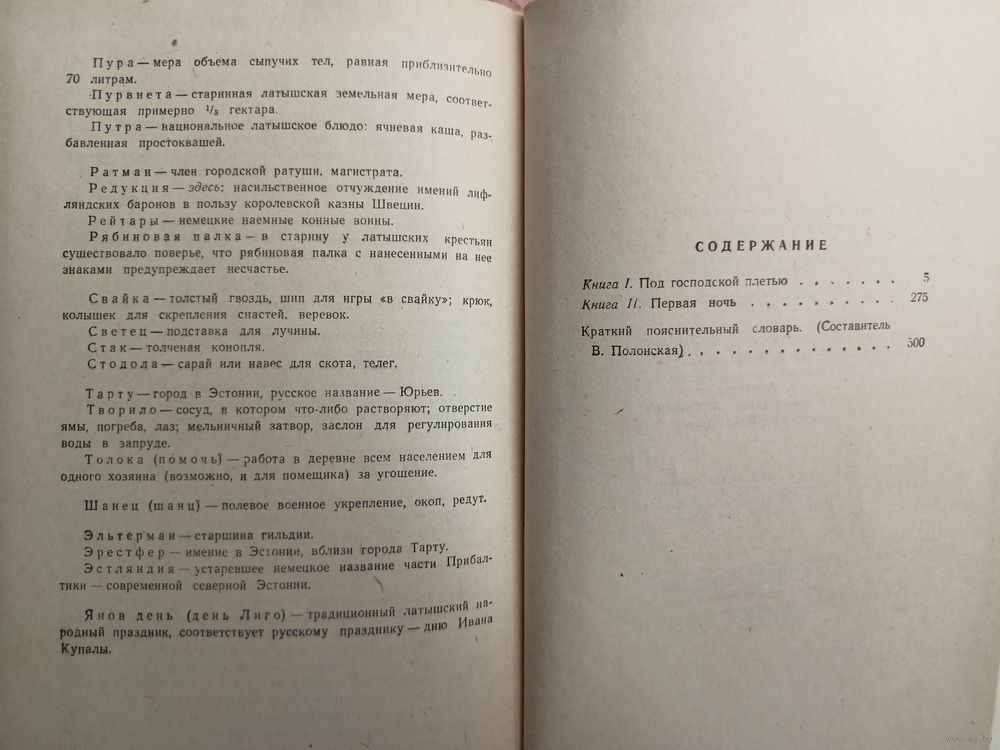 Пура — мера объема сыпучих тел, равная приблизительно
70 литрам.
Пурвиета — старинная латышская земельная мера, соответ-
ствующая примерно 1/3 гектара.
Путра — национальное латышское блюдо: ячневая каша, раз-
бавленная простоквашей.
Ратман — член городской ратуши, магистрата.
Редукция — здесь: насильственное отчуждение имений лиф-
ляндских баронов в пользу королевской казны Швеции.
Рейтары — немецкие наемные конные воины.
Рябиновая палка — в старину у латышских крестьян
существовало поверье, что рябиновая палка с нанесенными на нее
знаками предупреждает несчастье.
Свайка — толстый гвоздь, шип для игры «в свайку»; крюк,
колышек для скрепления снастей, веревок.
Светец — подставка для лучины.
Стак — толченая конопля.
Стодола — сарай или навес для скота, телег.
Тарту — город в Эстонии, русское название — Юрьев.
Творило — сосуд, в котором что-либо растворяют; отверстие
ямы, погреба, лаз; мельничный затвор, заслон для регулирования
воды в запруде.
Толока (помочь) — работа в деревне всем населением для
одного хозяина (возможно, и для помещика) за угощение.
Шанец (шанц) — полевое военное укрепление, окоп, редут.
Эльтерман — старшина гильдии.
Эрестфер — имение в Эстонии, вблизи города Тарту.
Эстляндия — устаревшее немецкое название части Прибал-
тики — современной северной Эстонии.
Янов день (день Лиго) — традиционный латышский на-
родный праздник, соответствует русскому празднику — дню Ивана
Купалы.
СОДЕРЖАНИЕ
Книга I. Под господской плетью . . . . . . . 5
Книга II. Первая ночь . . . . . . . . . . 275
Краткий пояснительный словарь. (Составитель
В. Полонская) . . . . . . . . . . . . . 500
www.ay.by